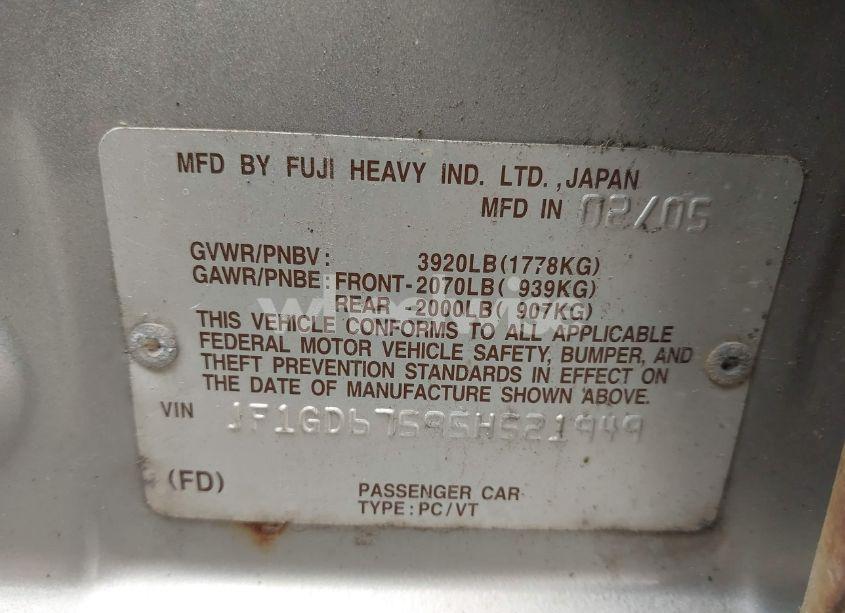 MFD BY FUJI HEAVY IND. LTD. ,JAPAN
MFD IN 02/05
GVWR/PNBV: 3920LB(1778KG)
GAWR/PNBE:FRONT-2070LB( 939KG)
REAR -2000LB( 907KG)
THIS VEHICLE CONFORMS TO ALL APPLICABLE
FEDERAL MOTOR VEHICLE SAFETY, BUMPER, AND
THEFT PREVENTION STANDARDS IN EFFECT ON
THE DATE OF MANUFACTURE SHOWN ABOVE.
VIN JF1GD67595H521949
(FD)
PASSENGER CAR
TYPE:PC/VT